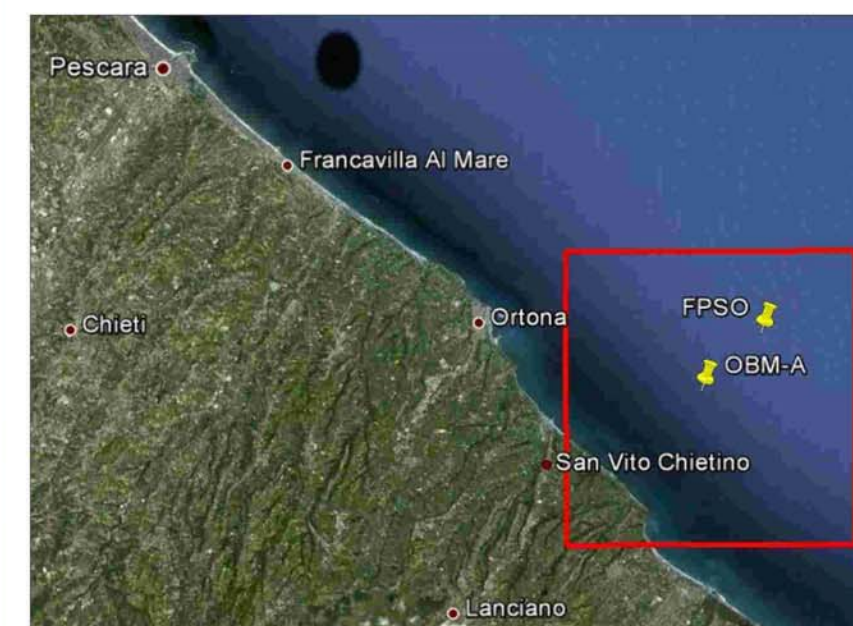 Pescara
Francavilla Al Mare
FPSO
Ortona
Chieti
OBM-A
San Vito Chietino
Lanciano